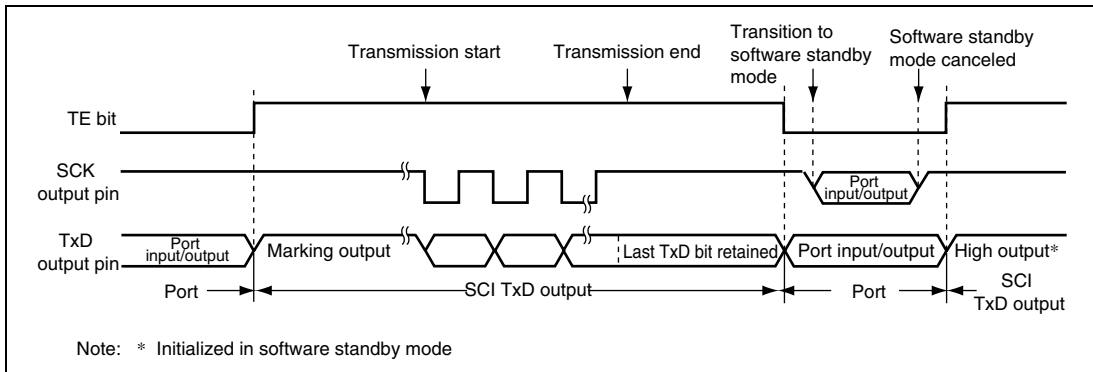 Transmission start
Transmission end
Transition to
software standby
mode
Software standby
mode canceled
TE bit
SCK
output pin
Port
input/output
TxD
output pin
Port
input/output
Marking output
Last TxD bit retained
Port input/output
High output*
Port
SCI TxD output
Port
SCI
TxD output
Note: * Initialized in software standby mode